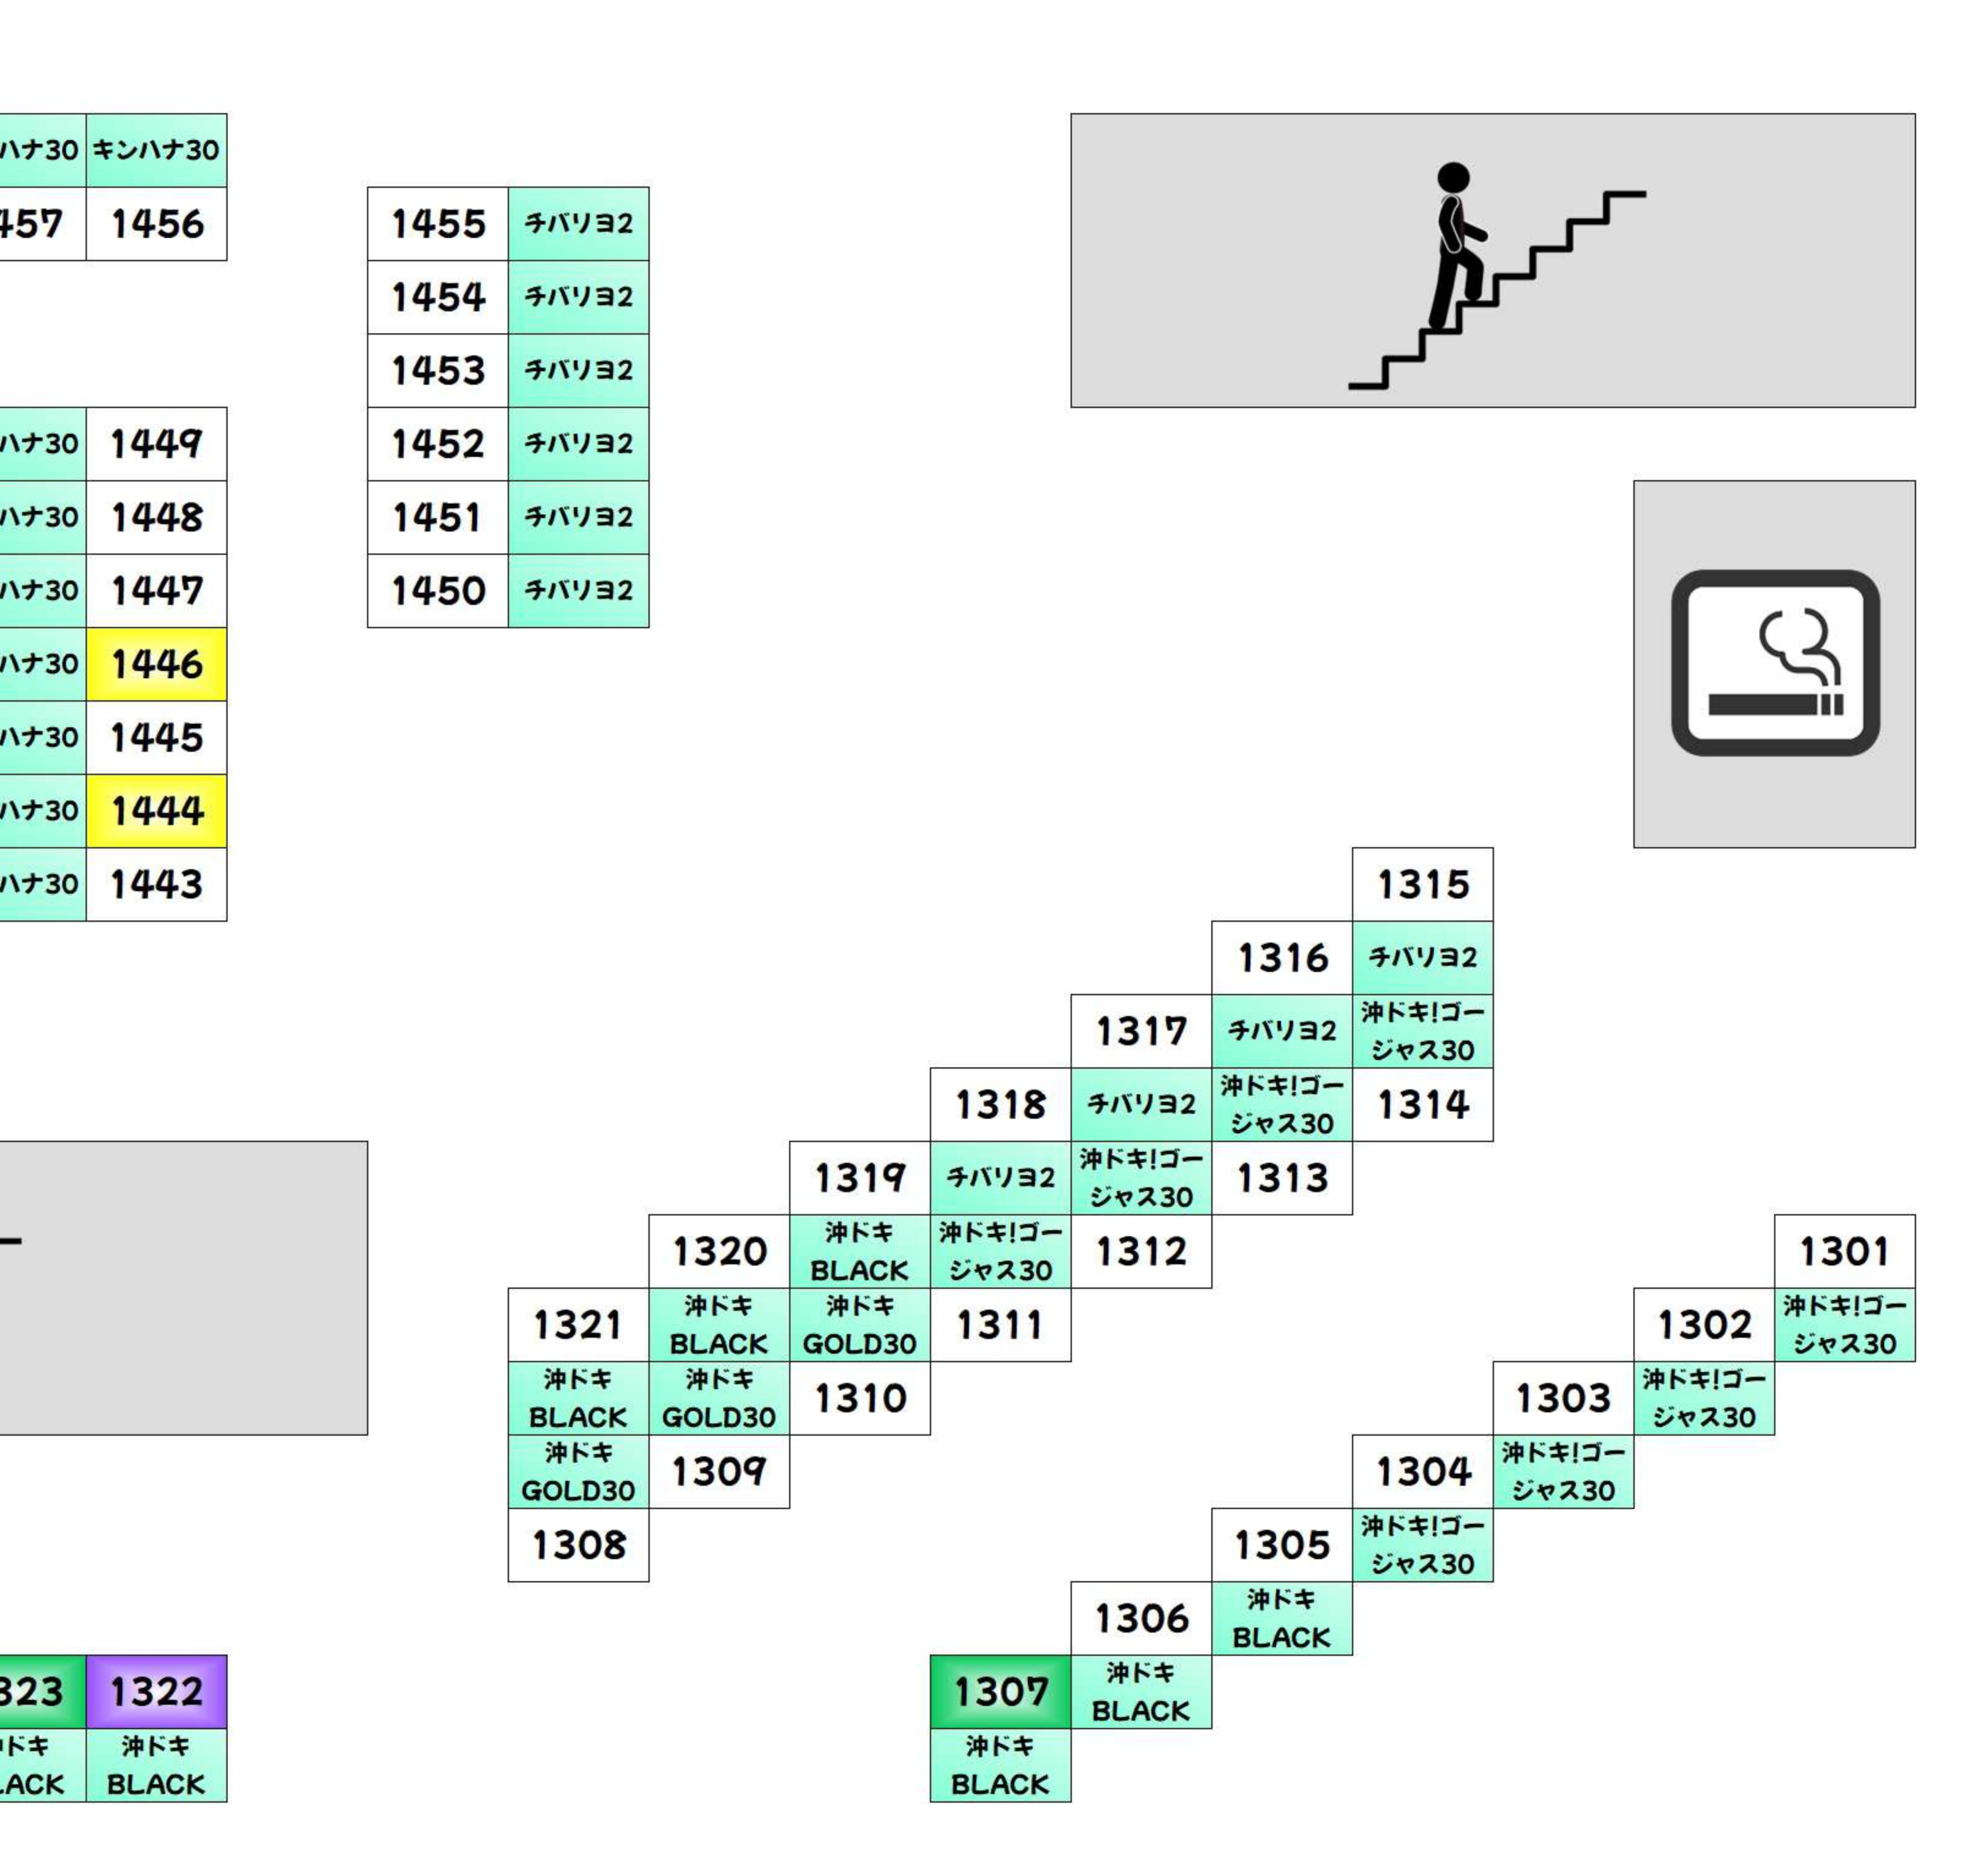 ハナ30 キンハナ30
457 1456
1455 チバリヨ2
1454 チバリヨ2
1453 チバリヨ2
1452 チバリヨ2
1451 チバリヨ2
1450 チバリヨ2
ハナ30 1449
ハナ30 1448
ハナ30 1447
ハナ30 1446
ハナ30 1445
ハナ30 1444
ハナ30 1443
1315
1316 チバリヨ2
1317 チバリヨ2 沖ドキ!ゴー
ジャス30
1318 チバリヨ2 沖ドキ!ゴー
ジャス30 1314
1319 チバリヨ2 沖ドキ!ゴー
ジャス30 1313
1320 沖ドキ
BLACK 沖ドキ!ゴー
ジャス30 1312
1321 沖ドキ
BLACK 沖ドキ
GOLD30 1311
沖ドキ
BLACK 沖ドキ
GOLD30 1310
沖ドキ
GOLD30 1309
1308
1301
1302 沖ドキ!ゴー
ジャス30
1303 沖ドキ!ゴー
ジャス30
1304 沖ドキ!ゴー
ジャス30
1305 沖ドキ!ゴー
ジャス30
1306 沖ドキ
BLACK
1307 沖ドキ
BLACK
沖ドキ
BLACK
323 1322
ドキ 沖ドキ
LACK BLACK